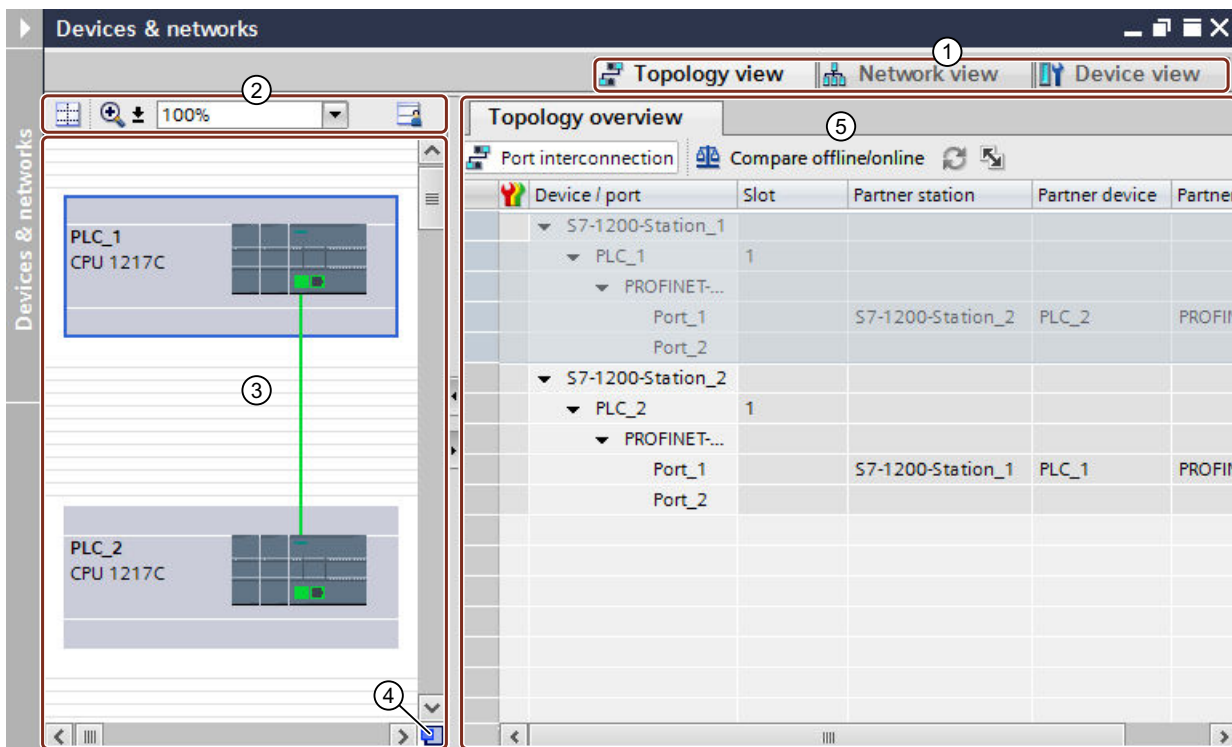 Devices & networks
1
Topology view Network view Device view
2
100%
Devices & networks
Topology overview
5
Port interconnection Compare offline/online
Device / port Slot Partner station Partner device Partner
S7-1200-Station_1
PLC_1 1
PROFINET-...
Port_1 S7-1200-Station_2 PLC_2
Port_2
S7-1200-Station_2
PLC_2 1
PROFINET-...
Port_1 S7-1200-Station_1 PLC_1
Port_2
PLC_1
CPU 1217C
3
PLC_2
CPU 1217C
4